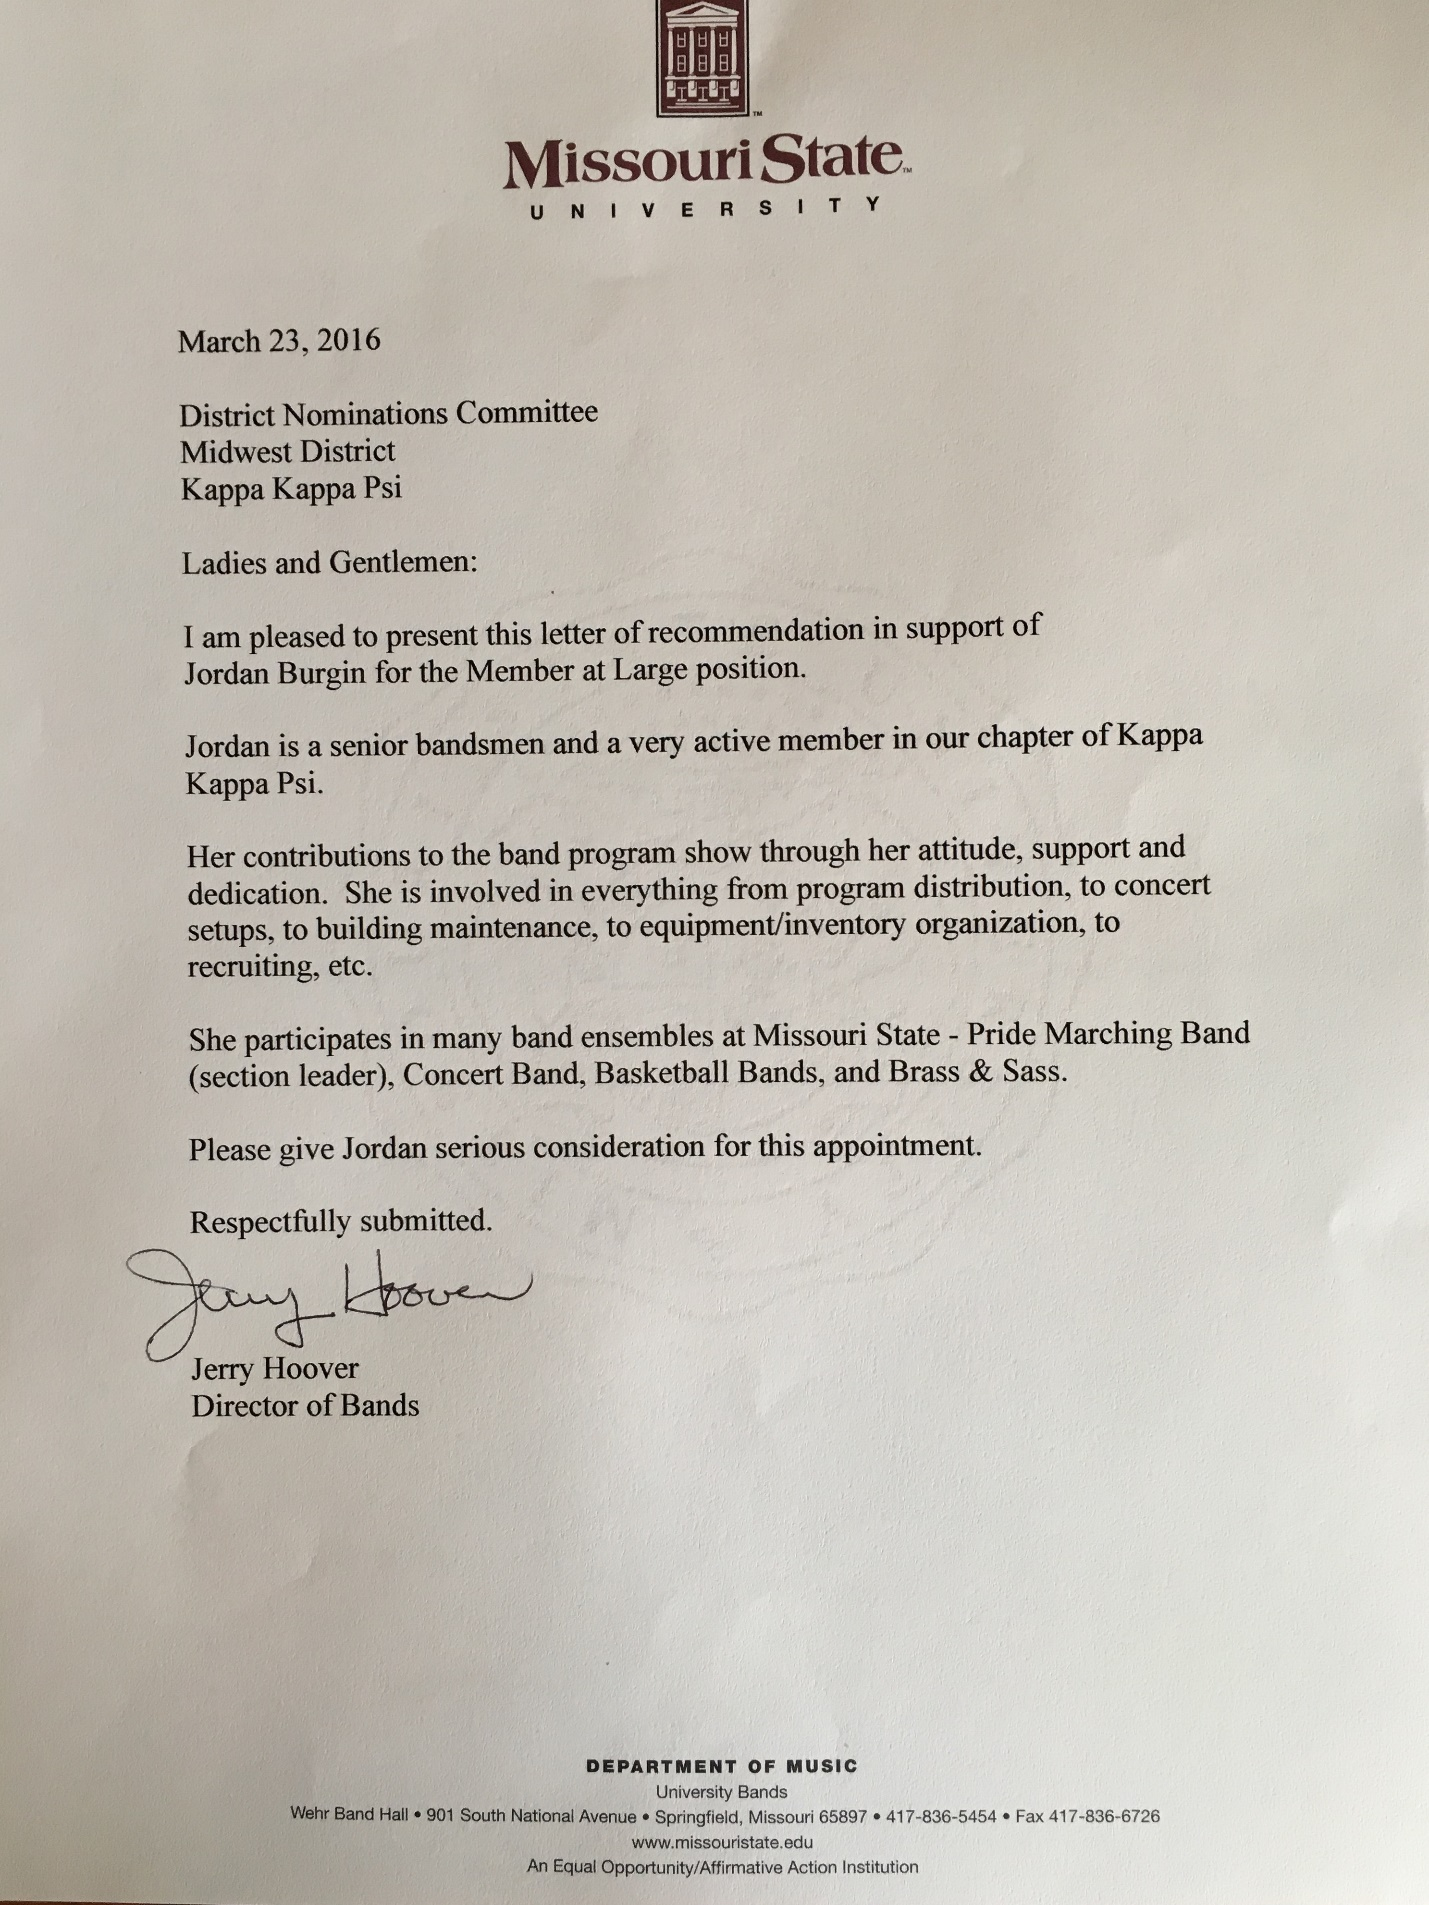 Missouri State™
UNIVERSITY
March 23, 2016
District Nominations Committee
Midwest District
Kappa Kappa Psi
Ladies and Gentlemen:
I am pleased to present this letter of recommendation in support of
Jordan Burgin for the Member at Large position.
Jordan is a senior bandsmen and a very active member in our chapter of Kappa
Kappa Psi.
Her contributions to the band program show through her attitude, support and
dedication.  She is involved in everything from program distribution, to concert
setups, to building maintenance, to equipment/inventory organization, to
recruiting, etc.
She participates in many band ensembles at Missouri State - Pride Marching Band
(section leader), Concert Band, Basketball Bands, and Brass & Sass.
Please give Jordan serious consideration for this appointment.
Respectfully submitted.
Jerry Hoover
Jerry Hoover
Director of Bands
DEPARTMENT OF MUSIC
University Bands
Wehr Band Hall • 901 South National Avenue • Springfield, Missouri 65897 • 417-836-5454 • Fax 417-836-6726
www.missouristate.edu
An Equal Opportunity/Affirmative Action Institution